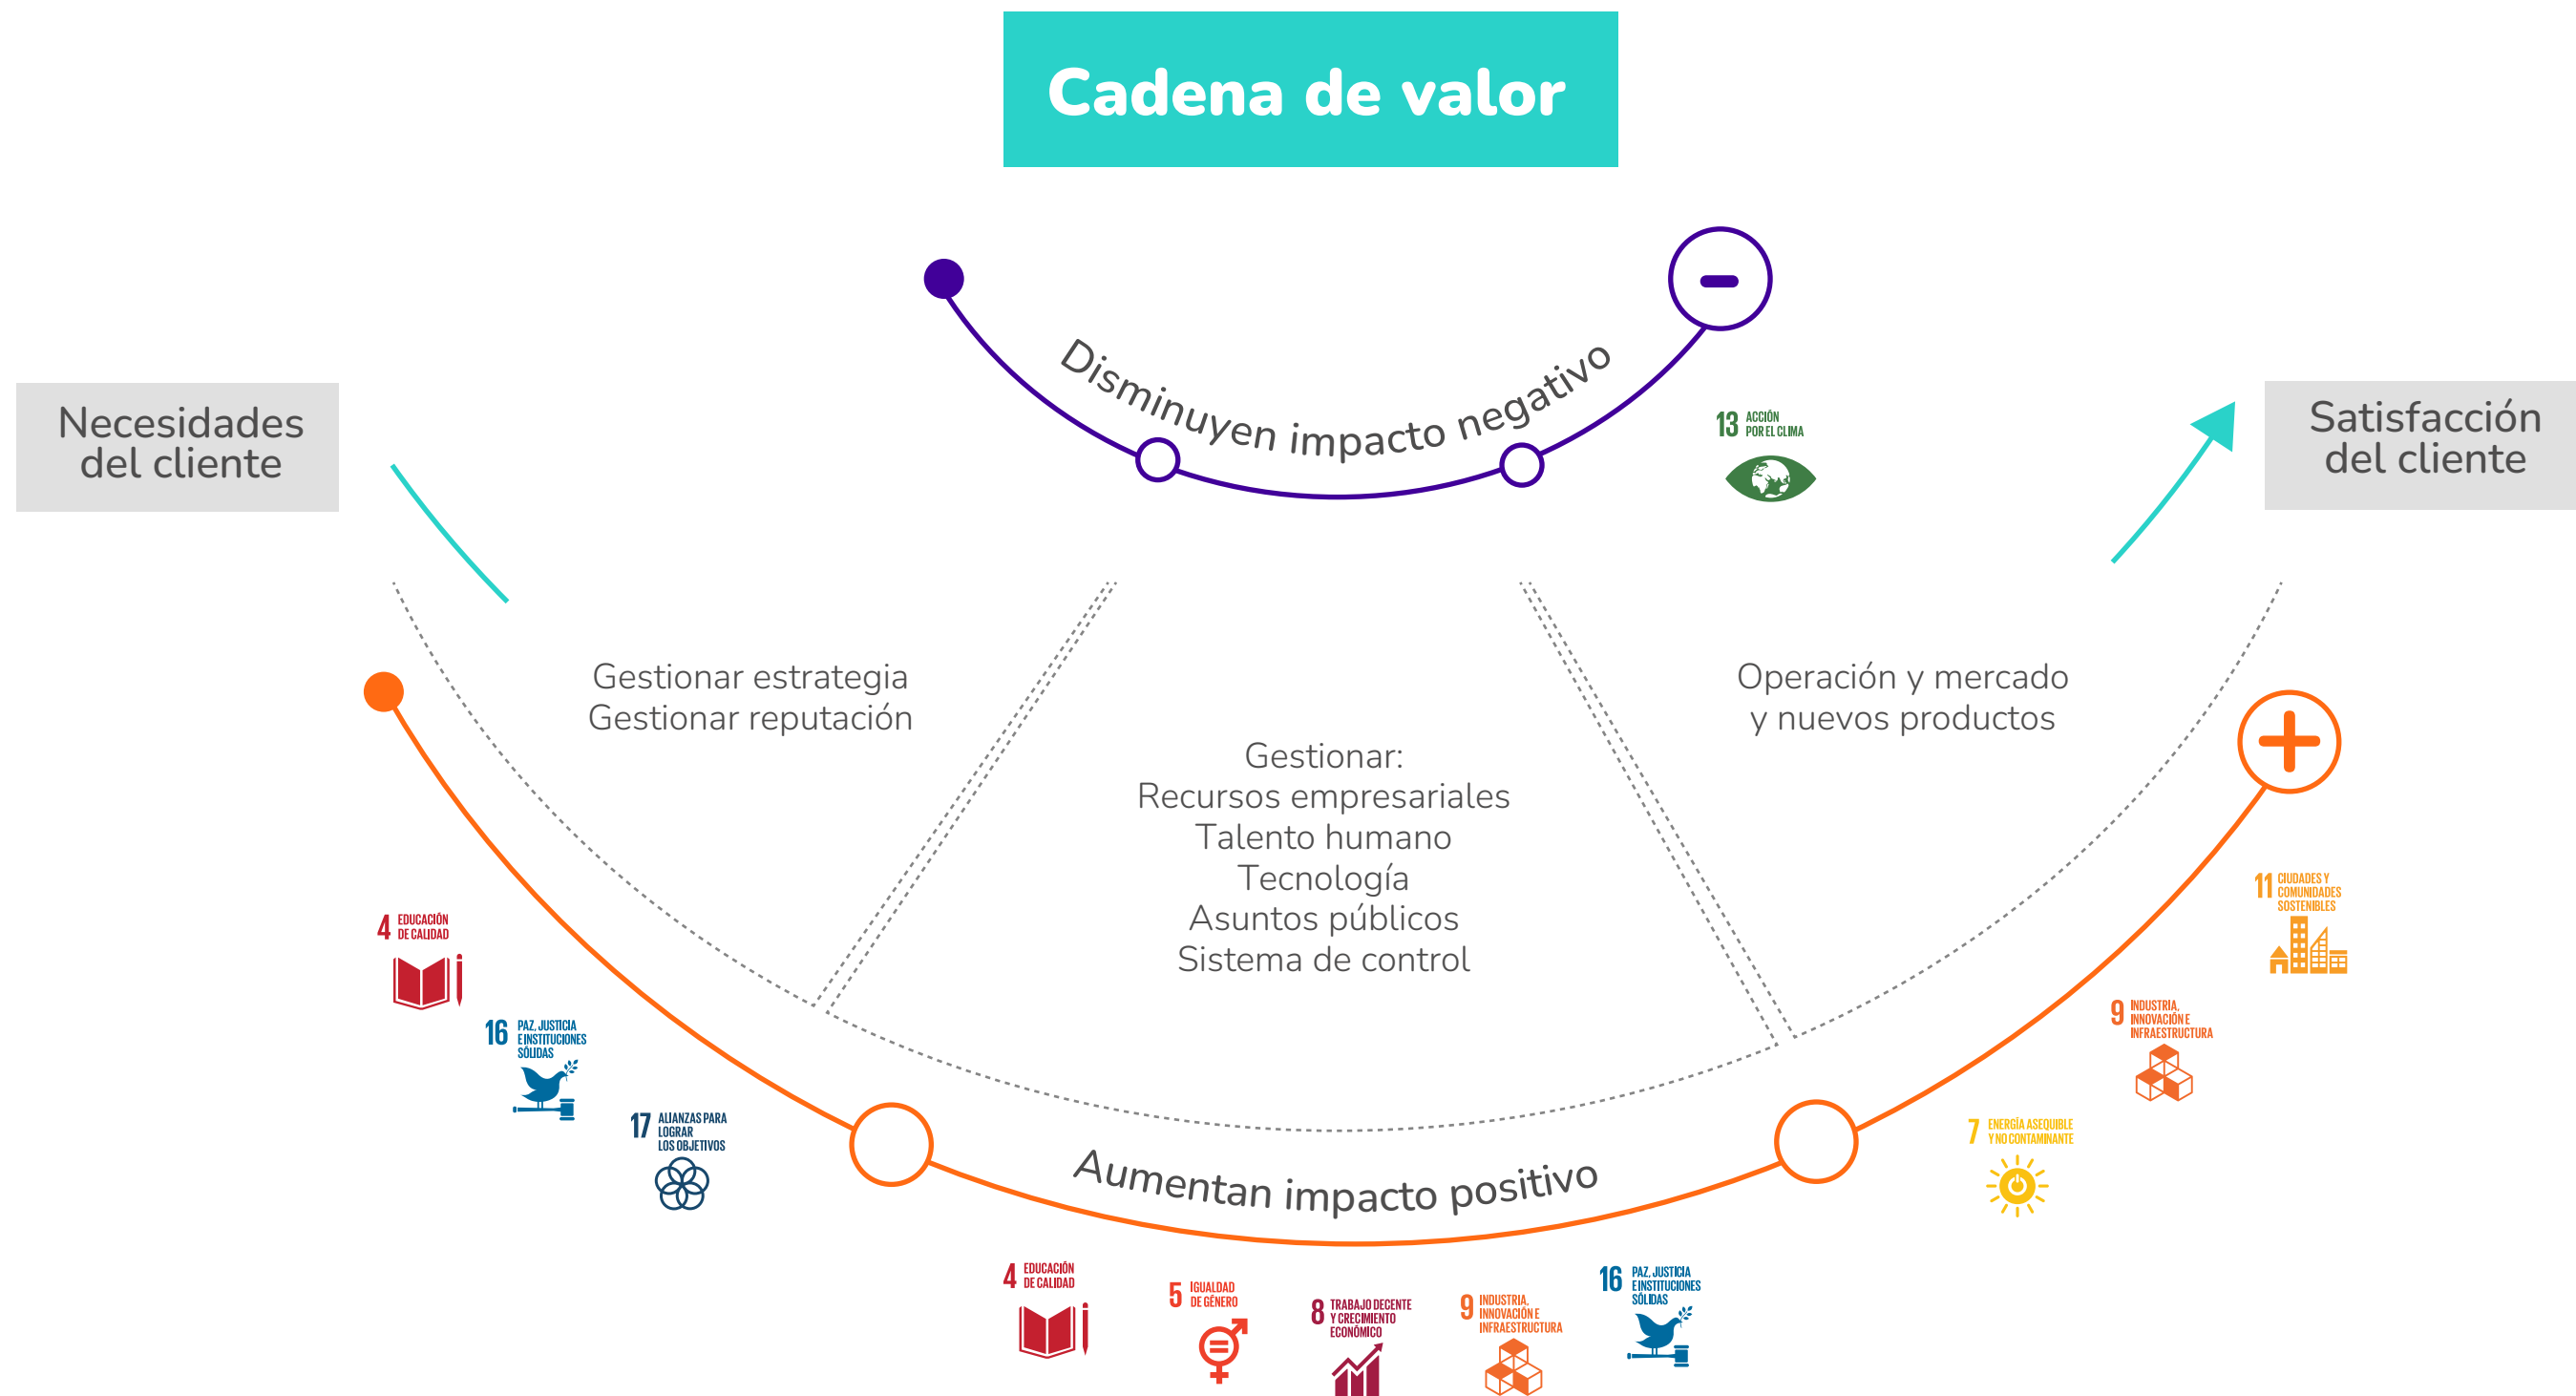 Cadena de valor
Disminuyen impacto negativo
Necesidades
del cliente
Satisfacción
del cliente
13 ACCIÓN
POR EL CLIMA
Gestionar estrategia
Gestionar reputación
Operación y mercado
y nuevos productos
Gestionar:
Recursos empresariales
Talento humano
Tecnología
Asuntos públicos
Sistema de control
4 EDUCACIÓN
DE CALIDAD
16 PAZ, JUSTICIA
E INSTITUCIONES
SÓLIDAS
17 ALIANZAS PARA
LOGRAR
LOS OBJETIVOS
Aumentan impacto positivo
11 CIUDADES Y
COMUNIDADES
SOSTENIBLES
9 INDUSTRIA,
INNOVACIÓN E
INFRAESTRUCTURA
7 ENERGÍA ASEQUIBLE
Y NO CONTAMINANTE
4 EDUCACIÓN
DE CALIDAD
5 IGUALDAD
DE GÉNERO
8 TRABAJO DECENTE
Y CRECIMIENTO
ECONÓMICO
9 INDUSTRIA,
INNOVACIÓN E
INFRAESTRUCTURA
16 PAZ, JUSTICIA
E INSTITUCIONES
SÓLIDAS